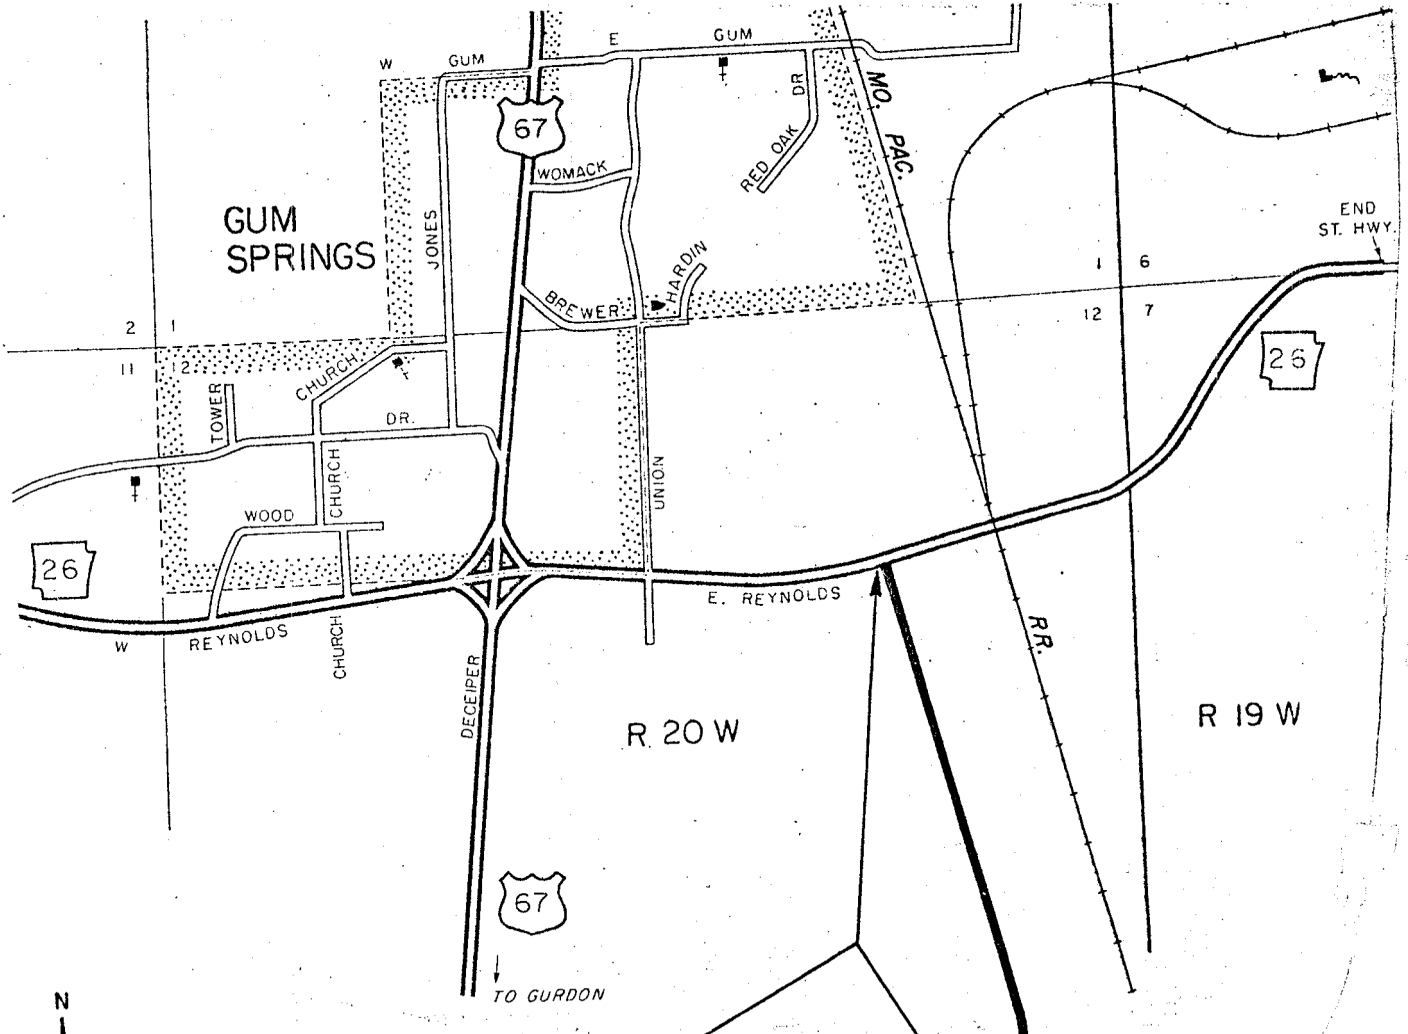 E
GUM
W
GUM
MO. PAC.
DR
67
RED OAK
WOMACK
GUM
SPRINGS
JONES
END
ST. HWY.
HARDIN
BREWER
1 6
12 7
2 1
11 12
CHURCH
26
TOWER
DR.
CHURCH
UNION
WOOD
26
E. REYNOLDS
W REYNOLDS
CHURCH
RR.
DECEIPER
R 20 W
R 19 W
67
TO GURDON
N